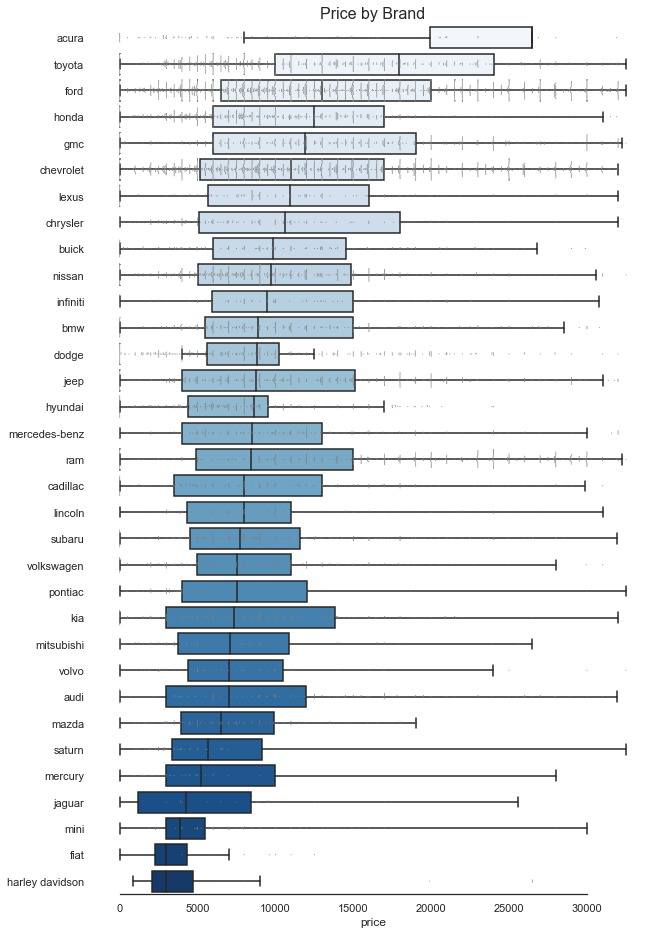 Price by Brand
acura
toyota
ford
honda
gmc
chevrolet
lexus
chrysler
buick
nissan
infiniti
bmw
dodge
jeep
hyundai
mercedes-benz
ram
cadillac
lincoln
subaru
volkswagen
pontiac
kia
mitsubishi
volvo
audi
mazda
saturn
mercury
jaguar
mini
fiat
harley davidson
0 5000 10000 15000 20000 25000 30000
price